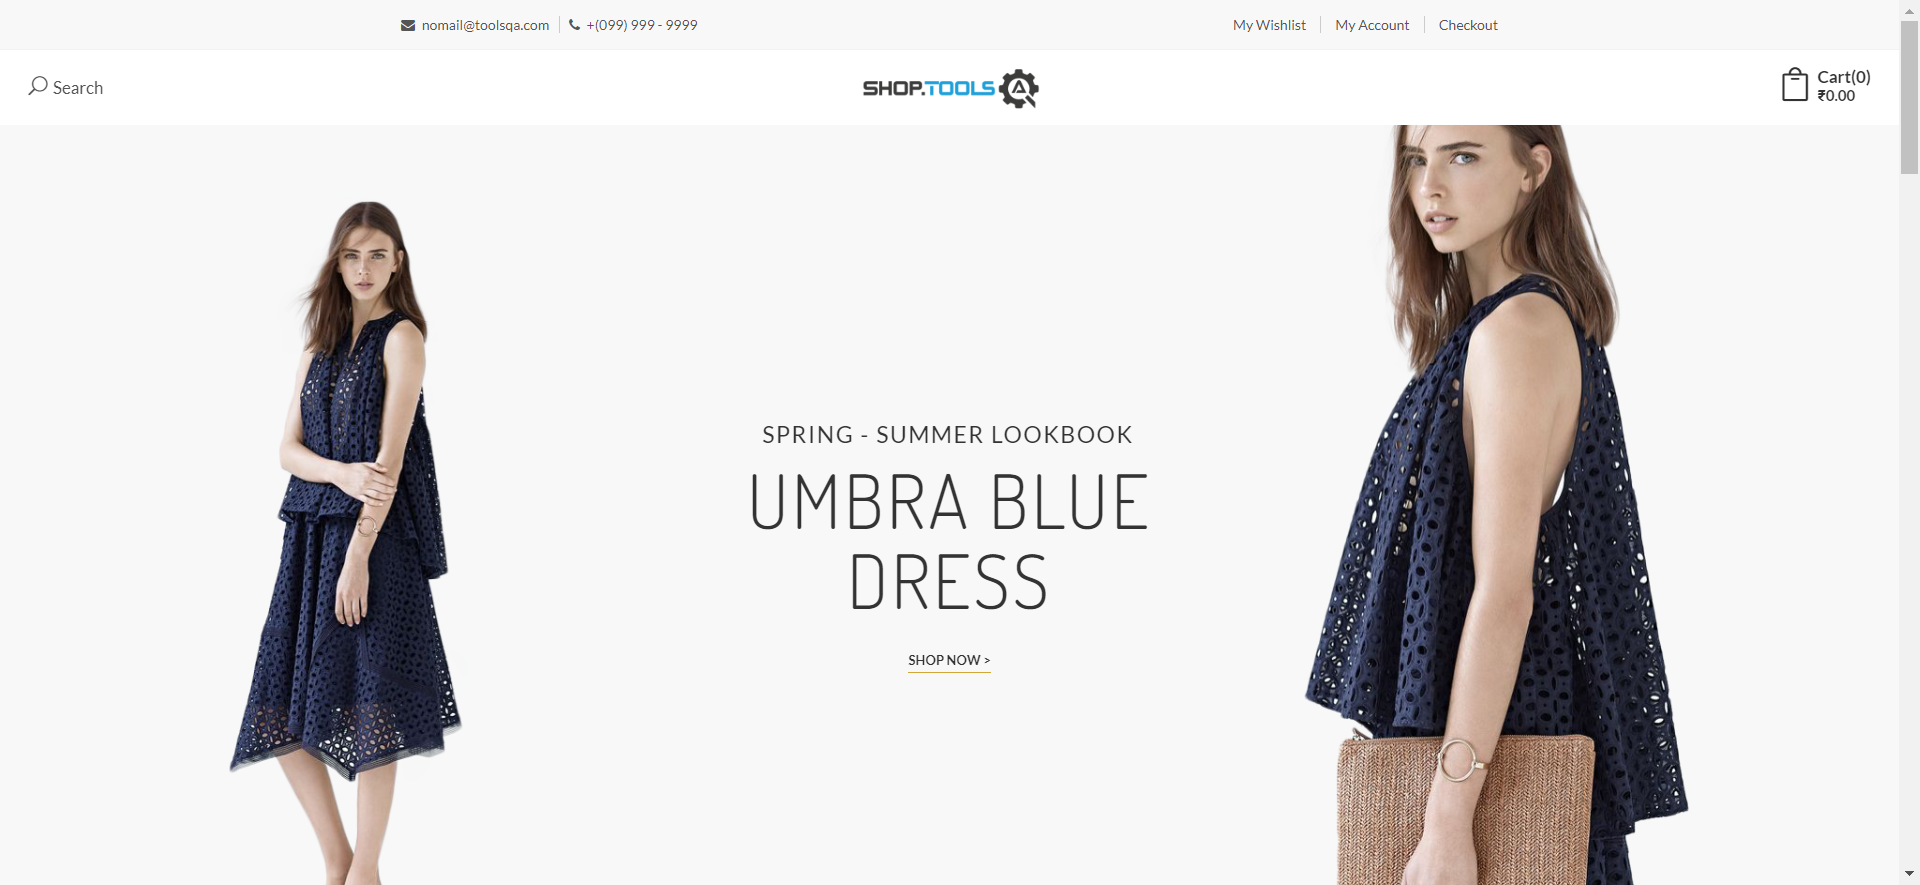 nomail@toolsqa.com
+(099) 999 - 9999
My Wishlist
My Account
Checkout
Search
SHOP.TOOLS
Cart(0)
₹0.00
SPRING - SUMMER LOOKBOOK
UMBRA BLUE
DRESS
SHOP NOW >